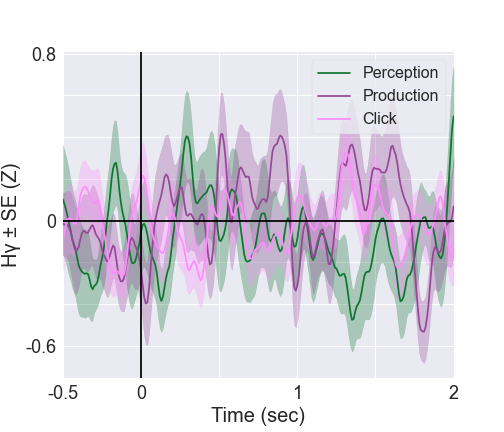 0.8
Perception
Production
Click
Hγ ± SE (Z)
0
-0.6
-0.5 0 1 2
Time (sec)